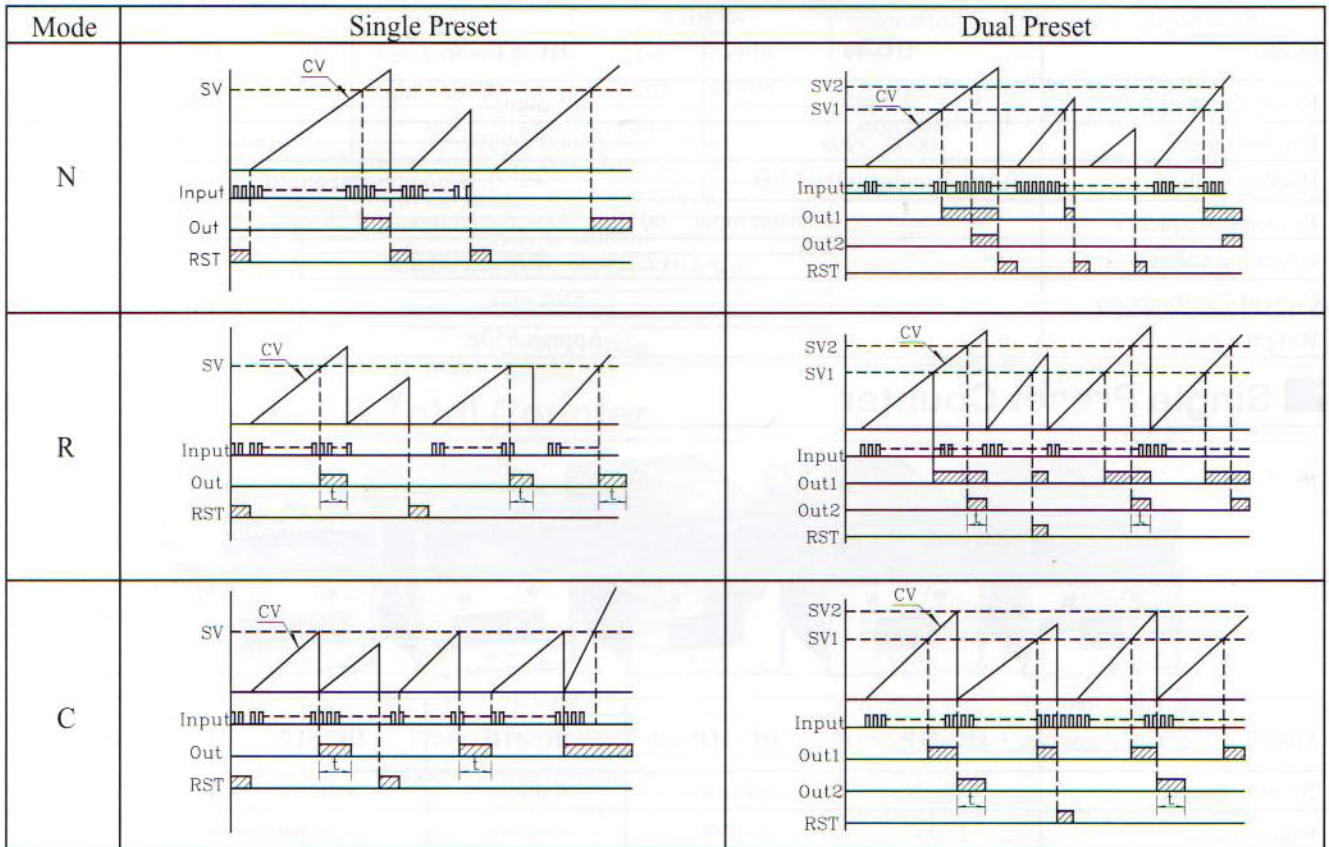 Mode Single Preset Dual Preset
N
CV
SV
Input
Out
RST
SV2
SV1
CV
Input
Out1
Out2
RST
R
CV
SV
Input
Out
t
t
t
RST
CV
SV2
SV1
Input
Out1
Out2
t
t
RST
C
CV
SV
Input
Out
t
t
RST
CV
SV2
SV1
Input
Out1
Out2
t
t
RST